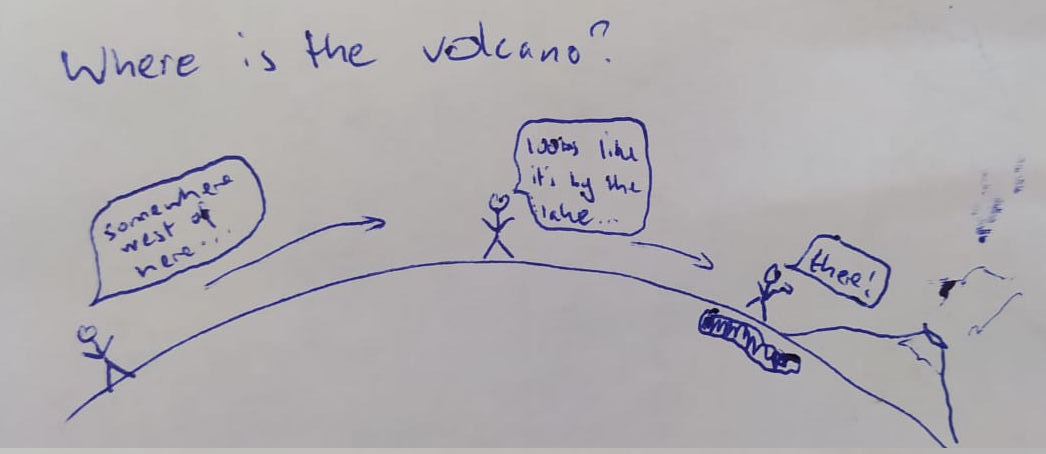 Where is the volcano?
somewhere
west of
here...
looks like
it's by the
lake...
there!